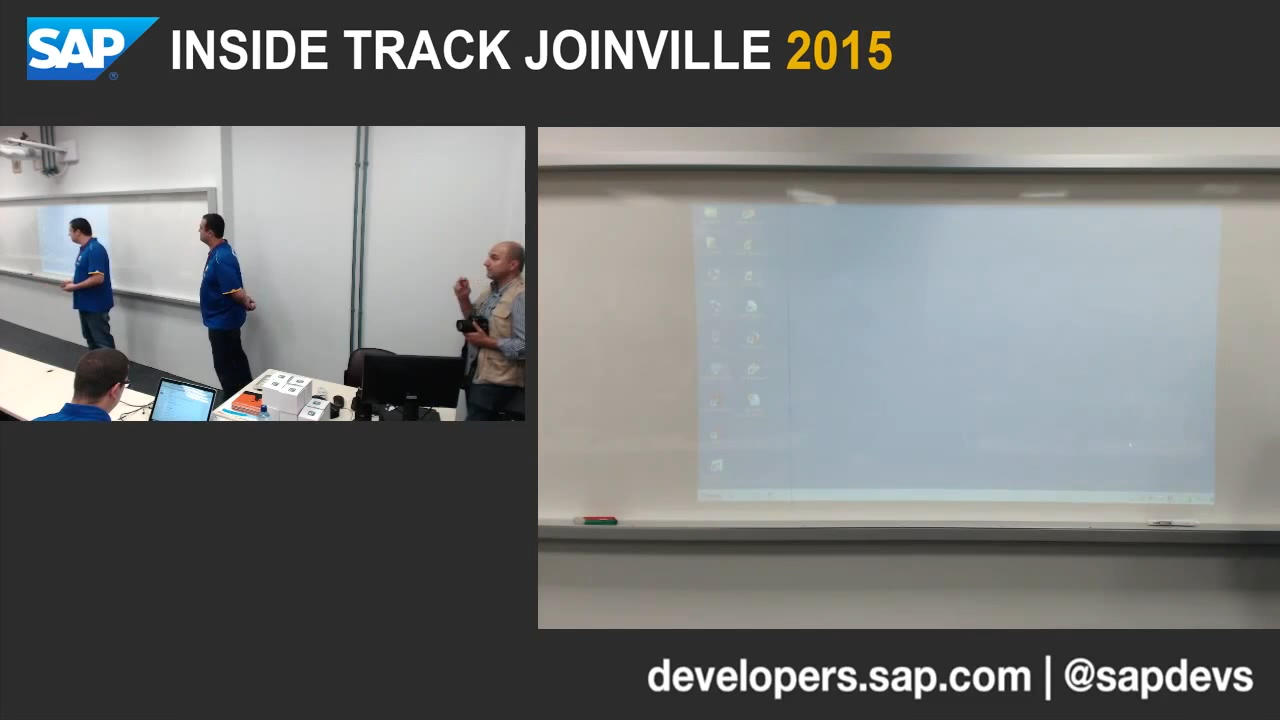 SAP ® INSIDE TRACK JOINVILLE 2015
developers.sap.com | @sapdevs